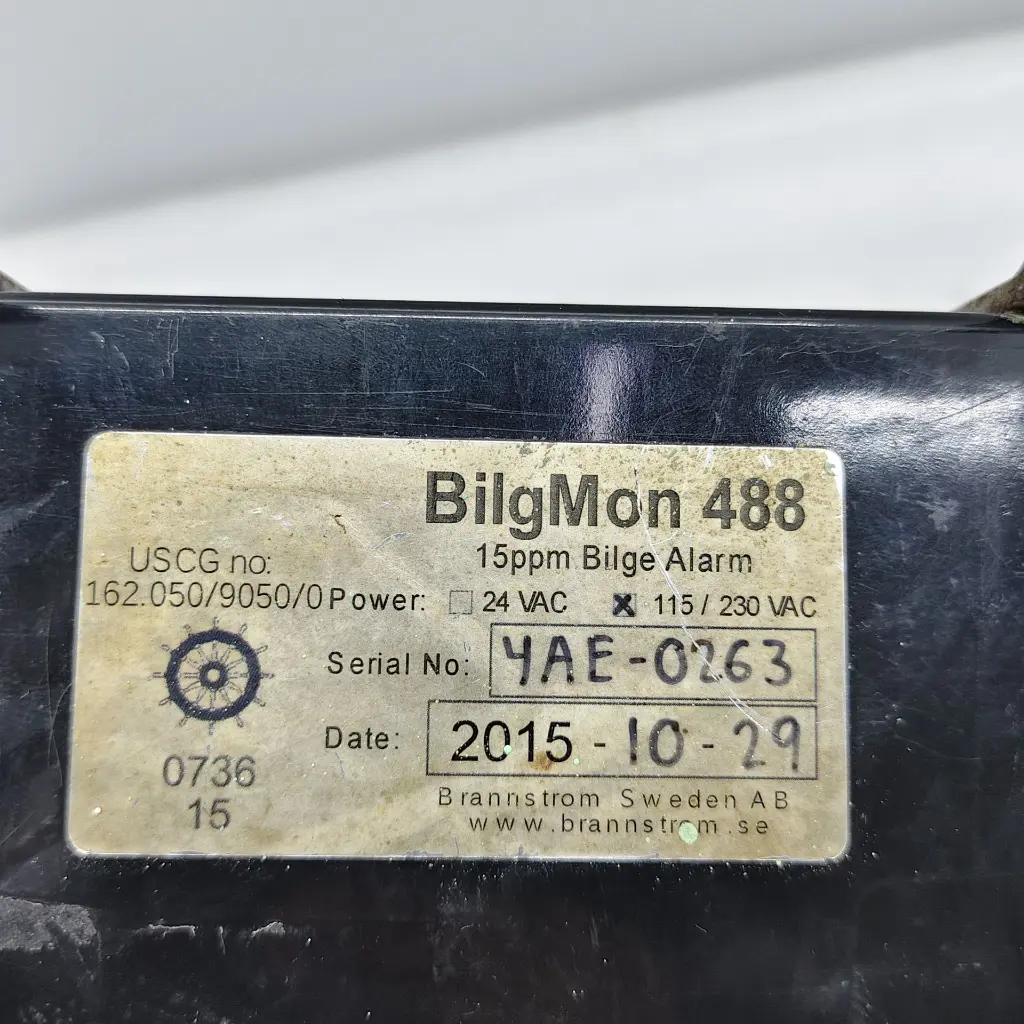 BilgMon 488
15ppm Bilge Alarm
USCG no:
162.050/9050/0
Power: 24 VAC 115 / 230 VAC
Serial No: YAE-0263
Date: 2015 - 10 - 29
0736
15
Brannstrom Sweden AB
www.brannstrom.se